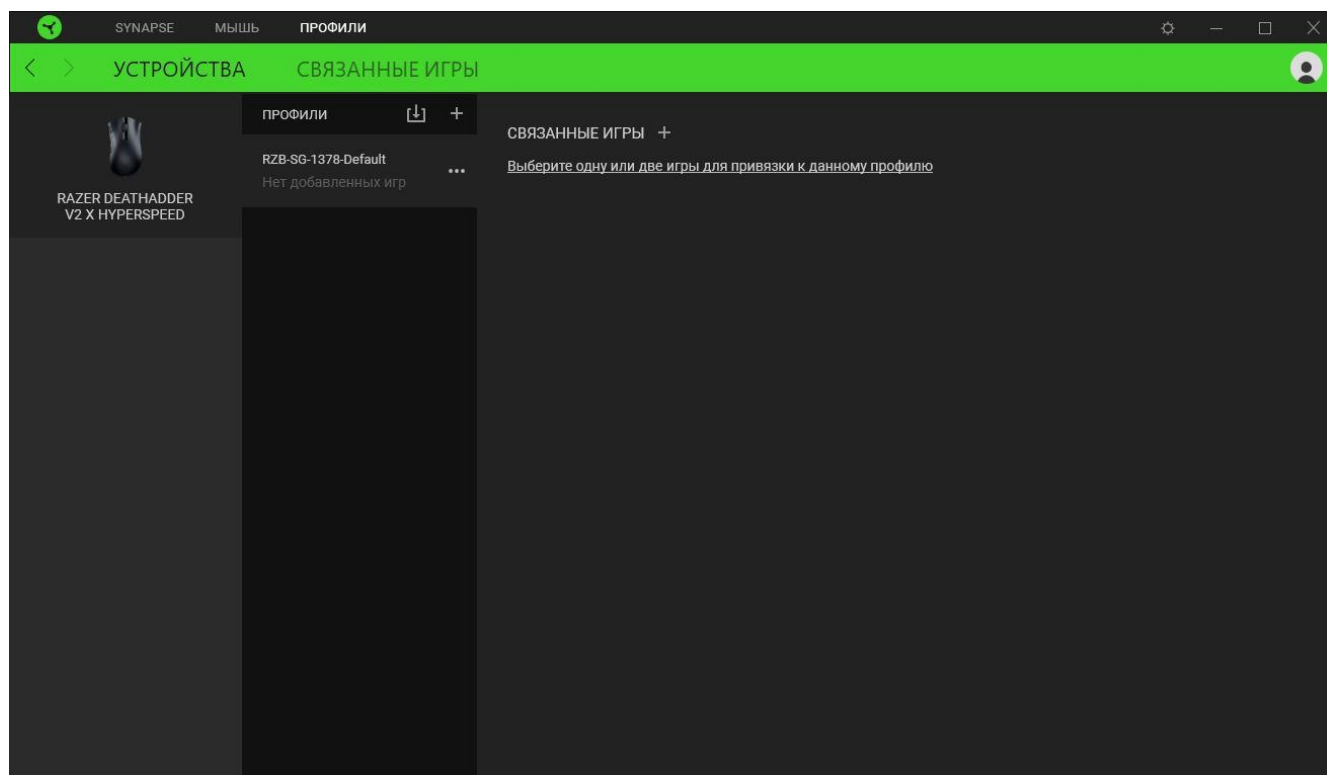 SYNAPSE МЫШЬ ПРОФИЛИ
УСТРОЙСТВА СВЯЗАННЫЕ ИГРЫ
RAZER DEATHADDER
V2 X HYPERSPEED
ПРОФИЛИ
RZB-SG-1378-Default
Нет добавленных игр
СВЯЗАННЫЕ ИГРЫ
Выберите одну или две игры для привязки к данному профилю